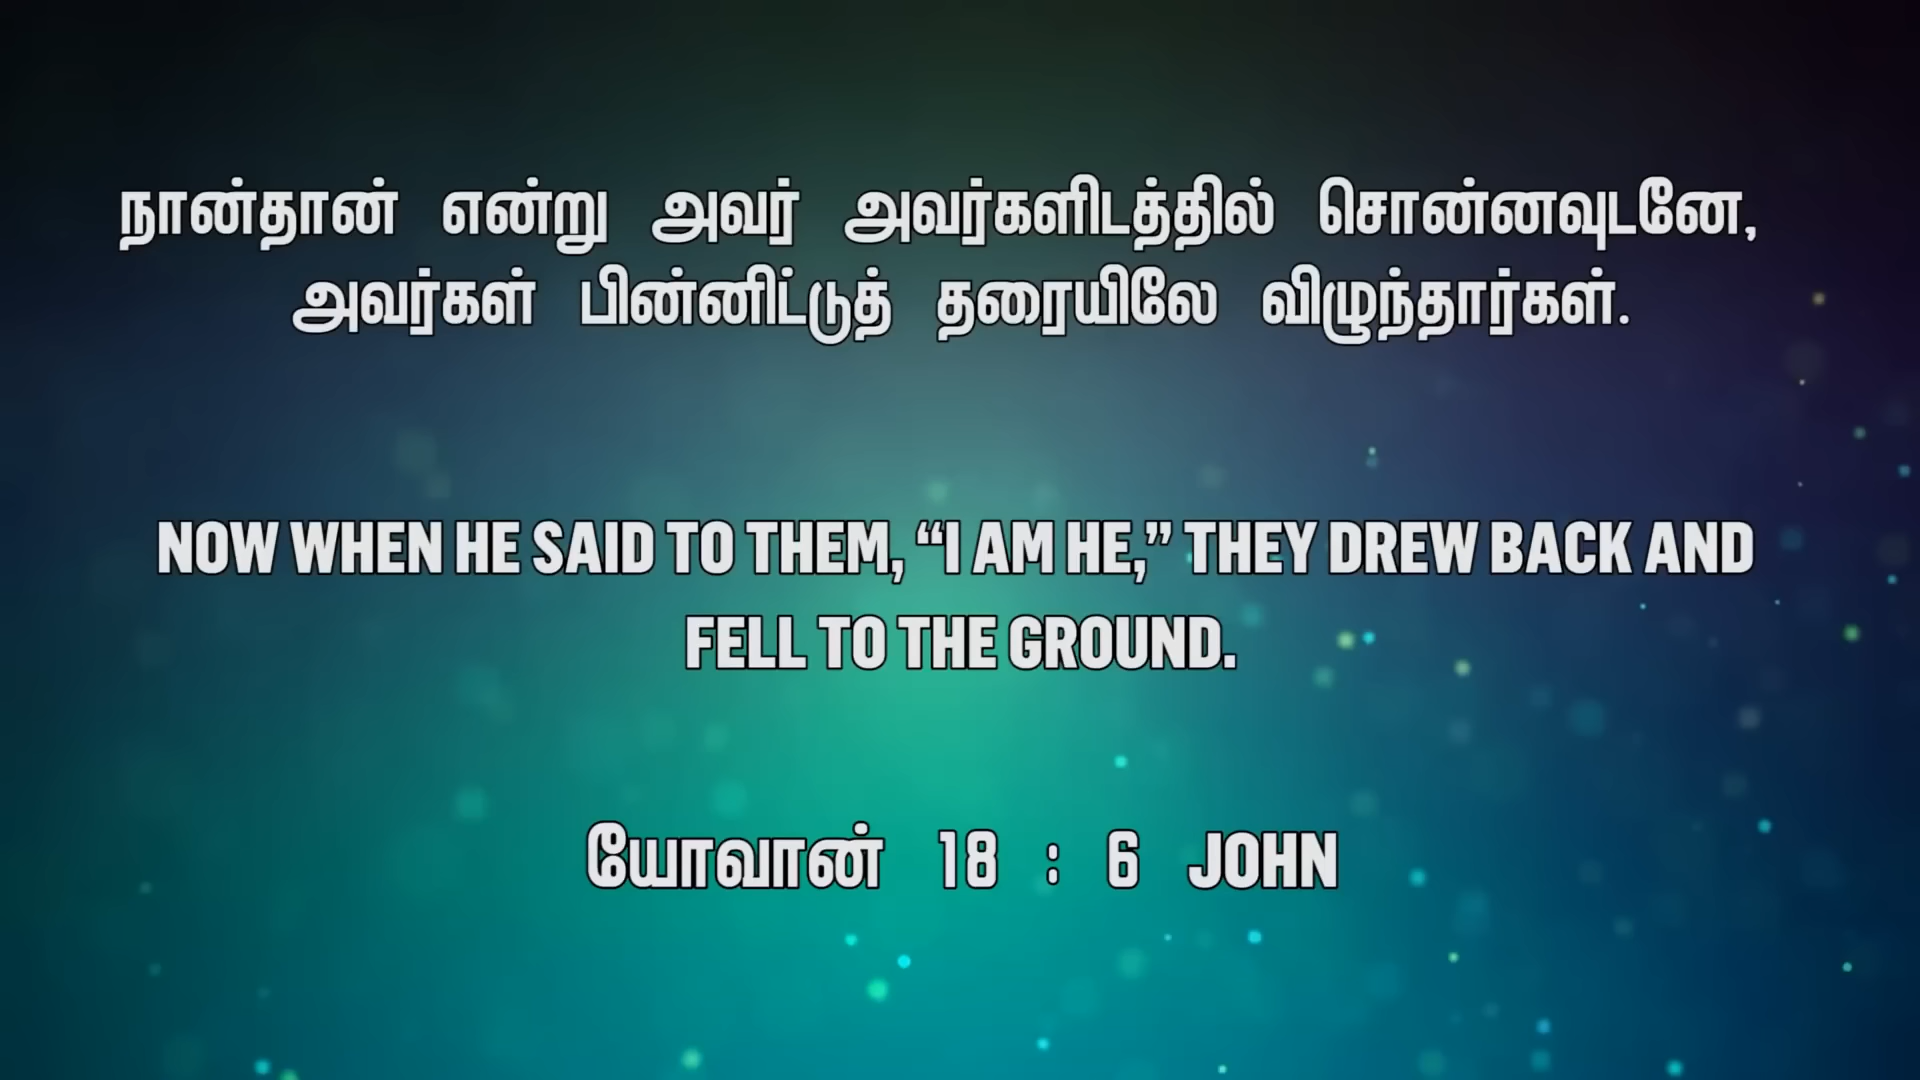 நான்தான் என்று அவர் அவர்களிடத்தில் சொன்னவுடனே,
அவர்கள் பின்னிட்டுத் தரையிலே விழுந்தார்கள்.
NOW WHEN HE SAID TO THEM, “I AM HE,” THEY DREW BACK AND
FELL TO THE GROUND.
யோவான் 18 : 6 JOHN